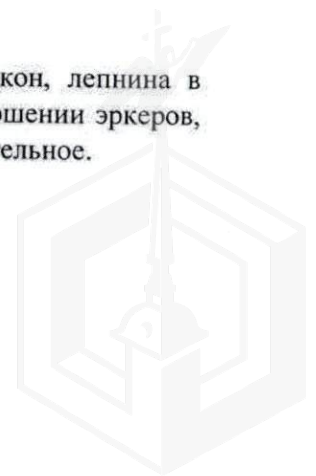 кон, лепнина в
ошении эркеров,
тельное.